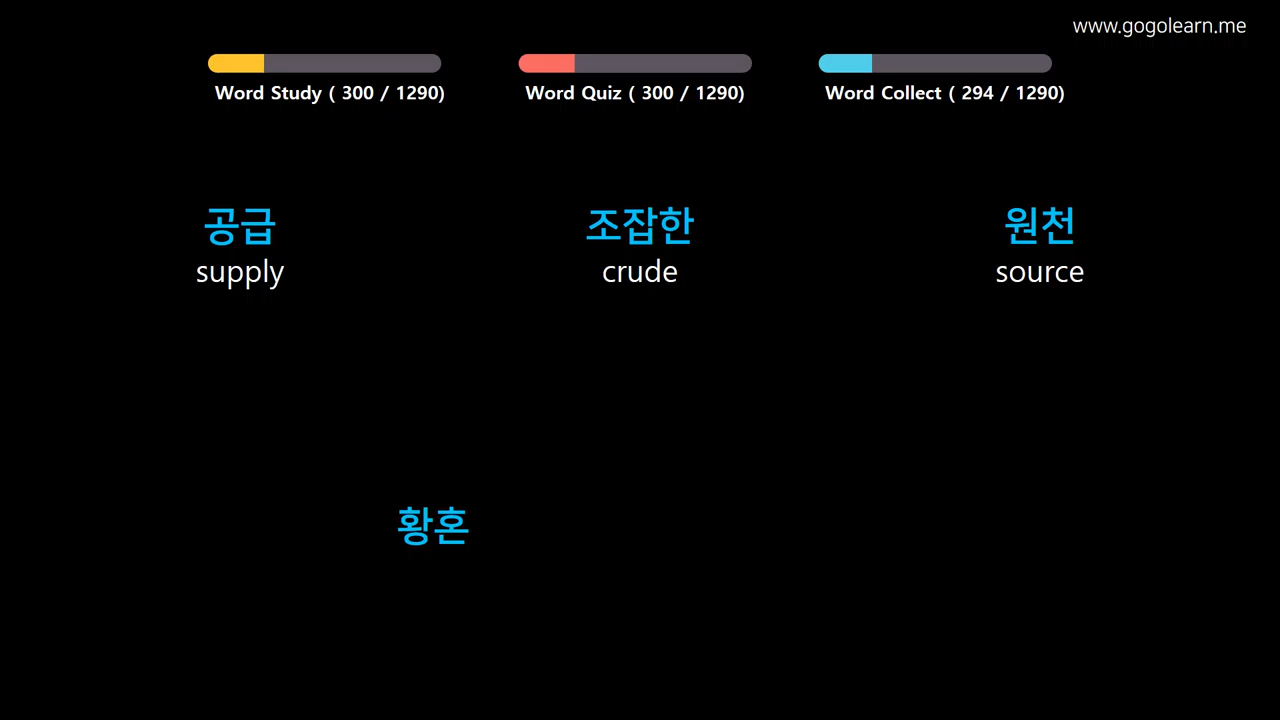 www.gogolearn.me
Word Study ( 300 / 1290)
Word Quiz ( 300 / 1290)
Word Collect ( 294 / 1290)
공급
조잡한
원천
supply
crude
source
황혼